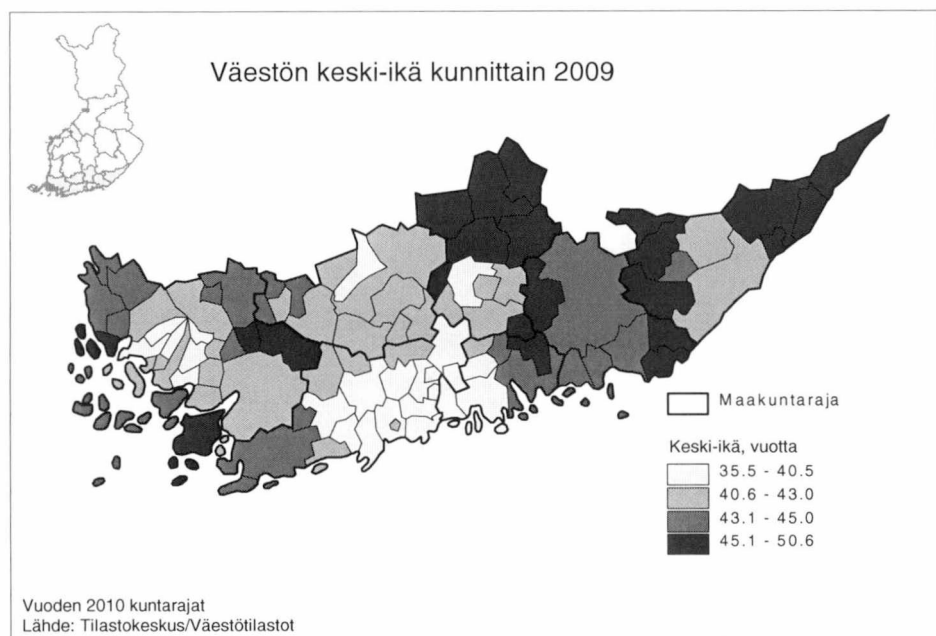 Väestön keski-ikä kunnittain 2009
Maakuntaraja
Keski-ikä, vuotta
35.5 - 40.5
40.6 - 43.0
43.1 - 45.0
45.1 - 50.6
Vuoden 2010 kuntarajat
Lähde: Tilastokeskus/Väestötilastot